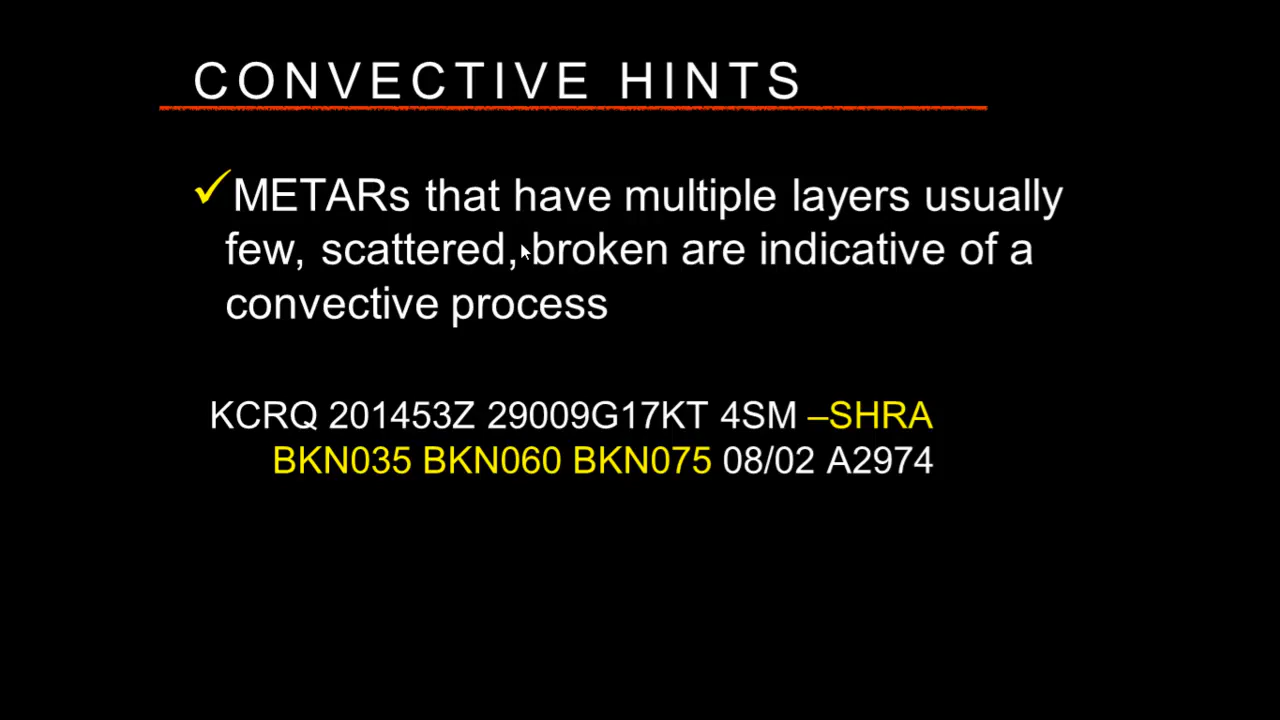 CONVECTIVE HINTS
✓METARs that have multiple layers usually
few, scattered, broken are indicative of a
convective process
KCRQ 201453Z 29009G17KT 4SM –SHRA
BKN035 BKN060 BKN075 08/02 A2974